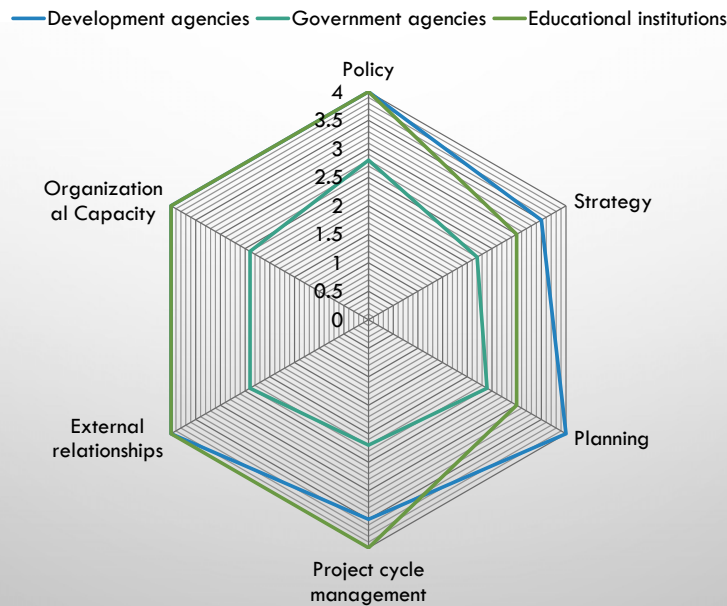 Development agencies Government agencies Educational institutions
Policy
4
3.5
3
2.5
2
1.5
1
0.5
0
Strategy
Planning
Project cycle
management
External
relationships
Organization
al Capacity